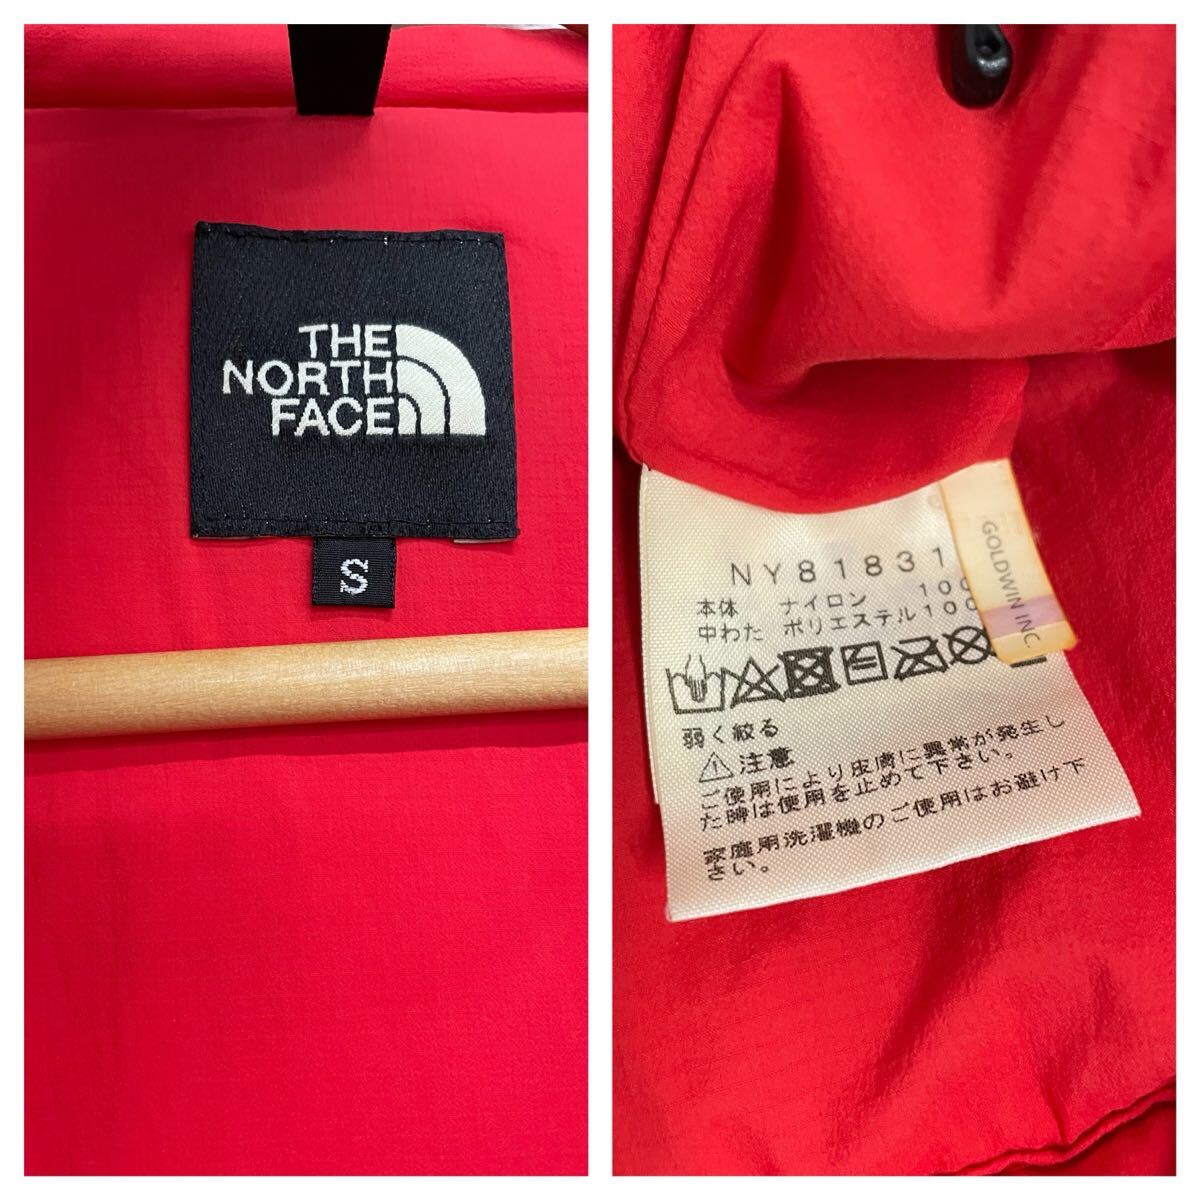 THE
NORTH
FACE
S
NY81831
本体 ナイロン 100
中わた ポリエステル100
GOLDWIN INC.
弱く絞る
⚠注意
ご使用により皮膚に異常が発生し
た時は使用を止めて下さい。
家庭用洗濯機のご使用はお避け下
さい。